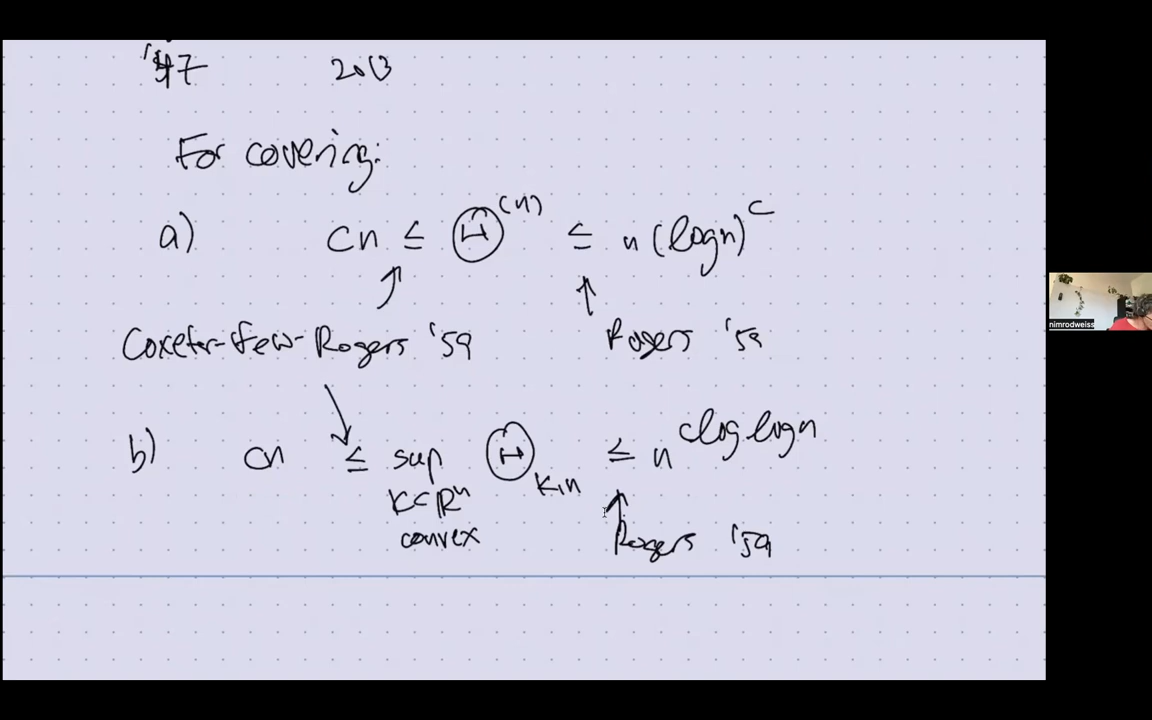 '47 2013
For covering:
a) Cn ≤ Θ^(n) ≤ n (log n)^c
↑ ↑
Coxeter-Few-Rogers '59 Rogers '59
b) cn ≤ sup Θ_K,n ≤ n^{c log log n}
K⊂ℝ^n
convex
Rogers '59
nimrodweiss